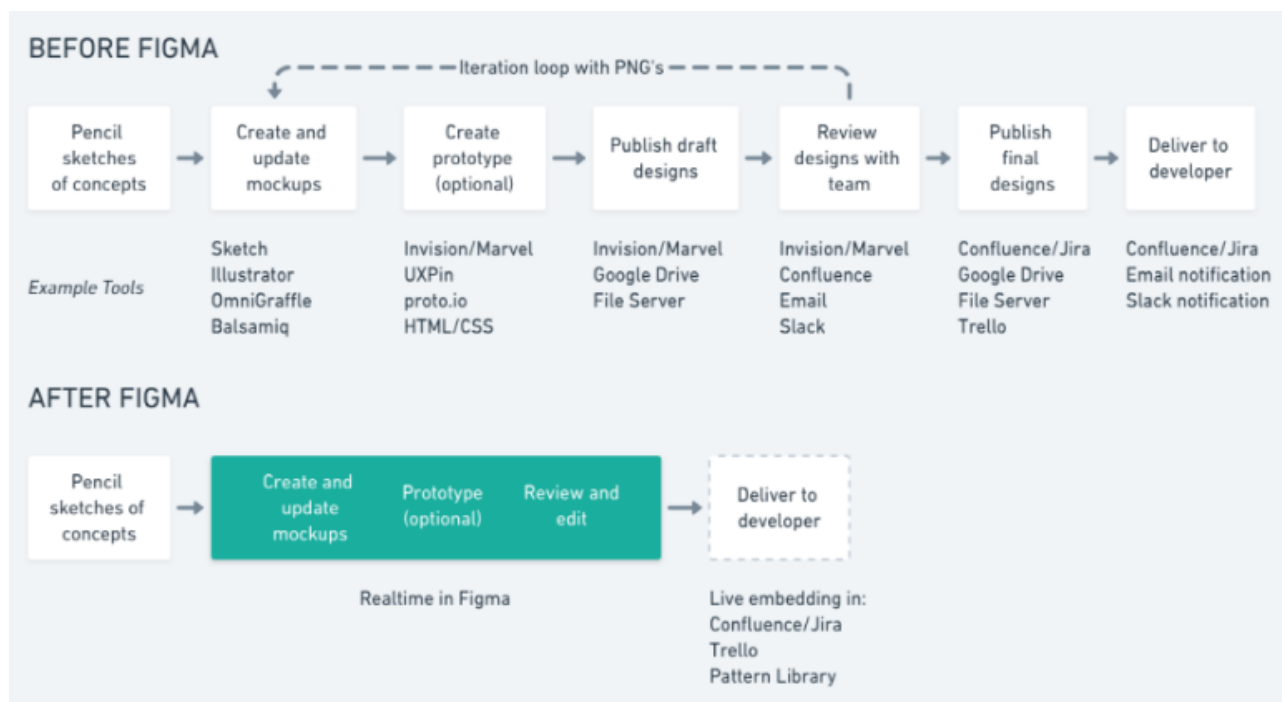 BEFORE FIGMA
Iteration loop with PNG's
Pencil
sketches
of concepts
Create and
update
mockups
Create
prototype
(optional)
Publish draft
designs
Review
designs with
team
Publish
final
designs
Deliver to
developer
Example Tools
Sketch
Illustrator
OmniGraffle
Balsamiq
Invision/Marvel
UXPin
proto.io
HTML/CSS
Invision/Marvel
Google Drive
File Server
Invision/Marvel
Confluence
Email
Slack
Confluence/Jira
Google Drive
File Server
Trello
Confluence/Jira
Email notification
Slack notification
AFTER FIGMA
Pencil
sketches of
concepts
Create and
update
mockups
Prototype
(optional)
Review and
edit
Deliver to
developer
Realtime in Figma
Live embedding in:
Confluence/Jira
Trello
Pattern Library